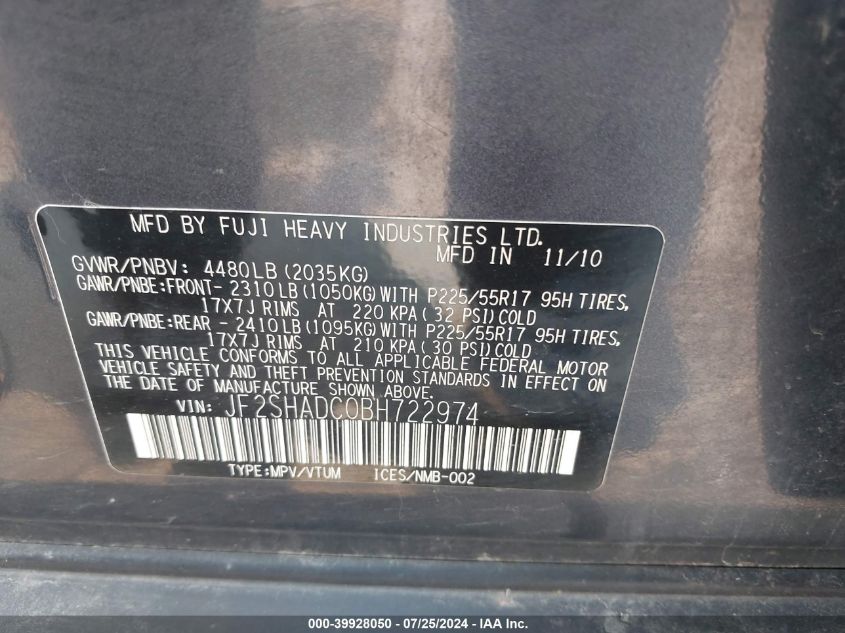 MFD BY FUJI HEAVY INDUSTRIES LTD.
MFD IN 11/10
GVWR/PNBV: 4480LB(2035KG)
GAWR/PNBE:FRONT- 2310LB(1050KG)WITH P225/55R17 95H TIRES,
17X7J RIMS AT 220 KPA(32 PSI)COLD
GAWR/PNBE:REAR - 2410LB(1095KG)WITH P225/55R17 95H TIRES,
17X7J RIMS AT 210 KPA(30 PSI)COLD
THIS VEHICLE CONFORMS TO ALL APPLICABLE FEDERAL MOTOR
VEHICLE SAFETY AND THEFT PREVENTION STANDARDS IN EFFECT ON
THE DATE OF MANUFACTURE SHOWN ABOVE.
VIN: JF2SHADC0BH722974
TYPE:MPV/VTUM ICES/NMB-002
000-39928050 - 07/25/2024 - IAA Inc.